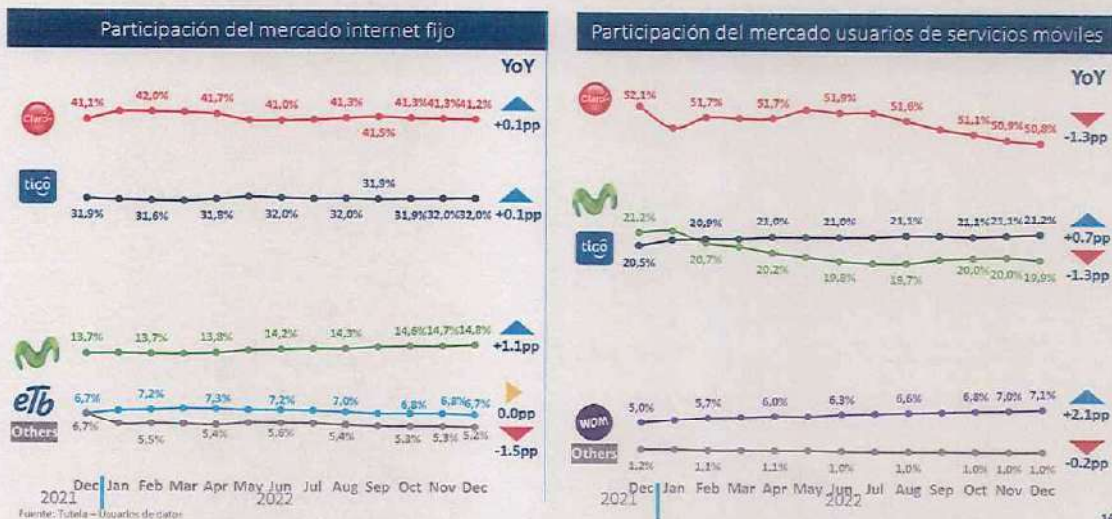 Participación del mercado internet fijo
YoY
41,1% 42,0% 41,7% 41,0% 41,3% 41,3% 41,3% 41,2%
Claro
41,5%
+0.1pp
tigo
31,9%
31,9% 31,6% 31,8% 32,0% 32,0% 31,9% 32,0% 32,0%
+0.1pp
13,7% 13,7% 13,8% 14,2% 14,3% 14,6% 14,7% 14,8%
+1.1pp
eTb
6,7% 7,2% 7,3% 7,2% 7,0% 6,8% 6,8% 6,7%
0.0pp
Others
6,7% 5,5% 5,4% 5,6% 5,4% 5,3% 5,3% 5,2%
-1.5pp
Dec Jan Feb Mar Apr May Jun Jul Aug Sep Oct Nov Dec
2021 2022
Fuente: Tutela – Usuarios de datos
Participación del mercado usuarios de servicios móviles
YoY
52,1% 51,7% 51,7% 51,9% 51,6% 51,1% 50,9% 50,8%
Claro
-1.3pp
21,2% 20,9% 21,0% 21,0% 21,1% 21,1% 21,1% 21,2%
+0.7pp
tigo
20,5% 20,7% 20,2% 19,8% 19,7% 20,0% 20,0% 19,9%
-1.3pp
5,0% 5,7% 6,0% 6,3% 6,6% 6,8% 7,0% 7,1%
WOM
+2.1pp
Others
1,2% 1,1% 1,1% 1,0% 1,0% 1,0% 1,0% 1,0%
-0.2pp
Dec Jan Feb Mar Apr May Jun Jul Aug Sep Oct Nov Dec
2021 2022